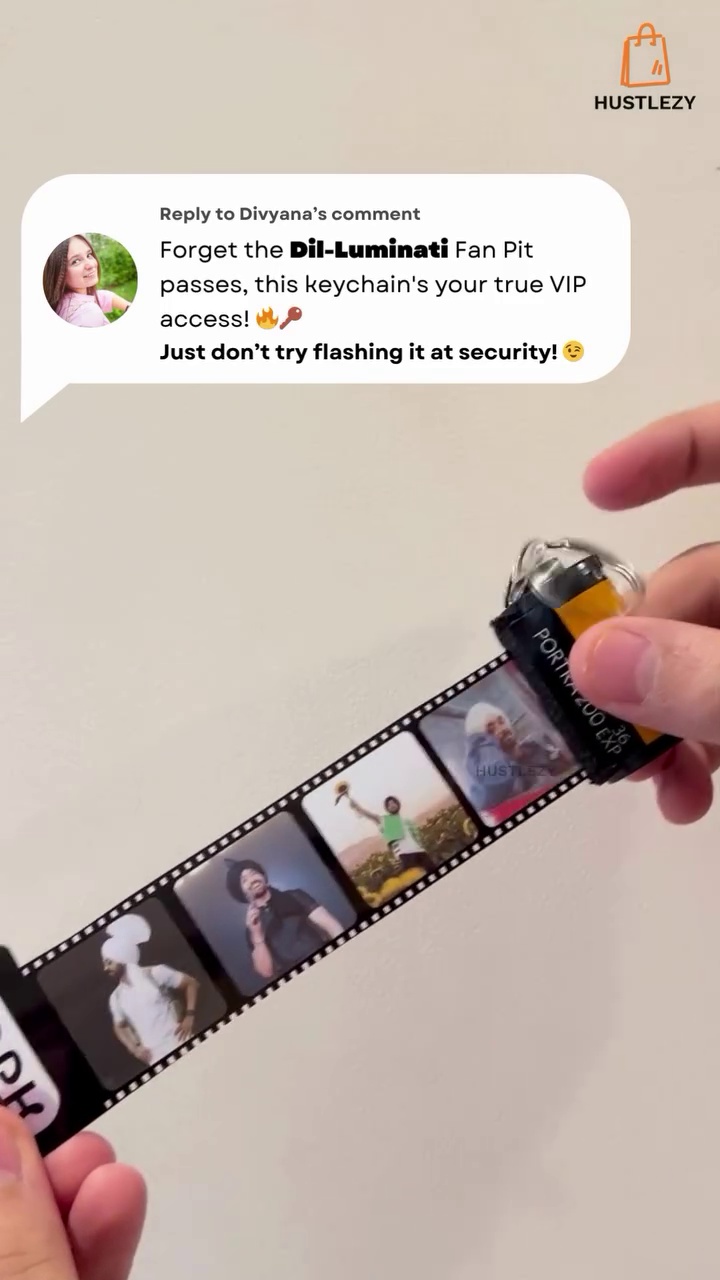 HUSTLEZY
Reply to Divyana’s comment
Forget the Dil-Luminati Fan Pit
passes, this keychain's your true VIP
access! 🔥🔑
Just don’t try flashing it at security! 😉
PORTRA 200
36 EXP
HUSTLEZY